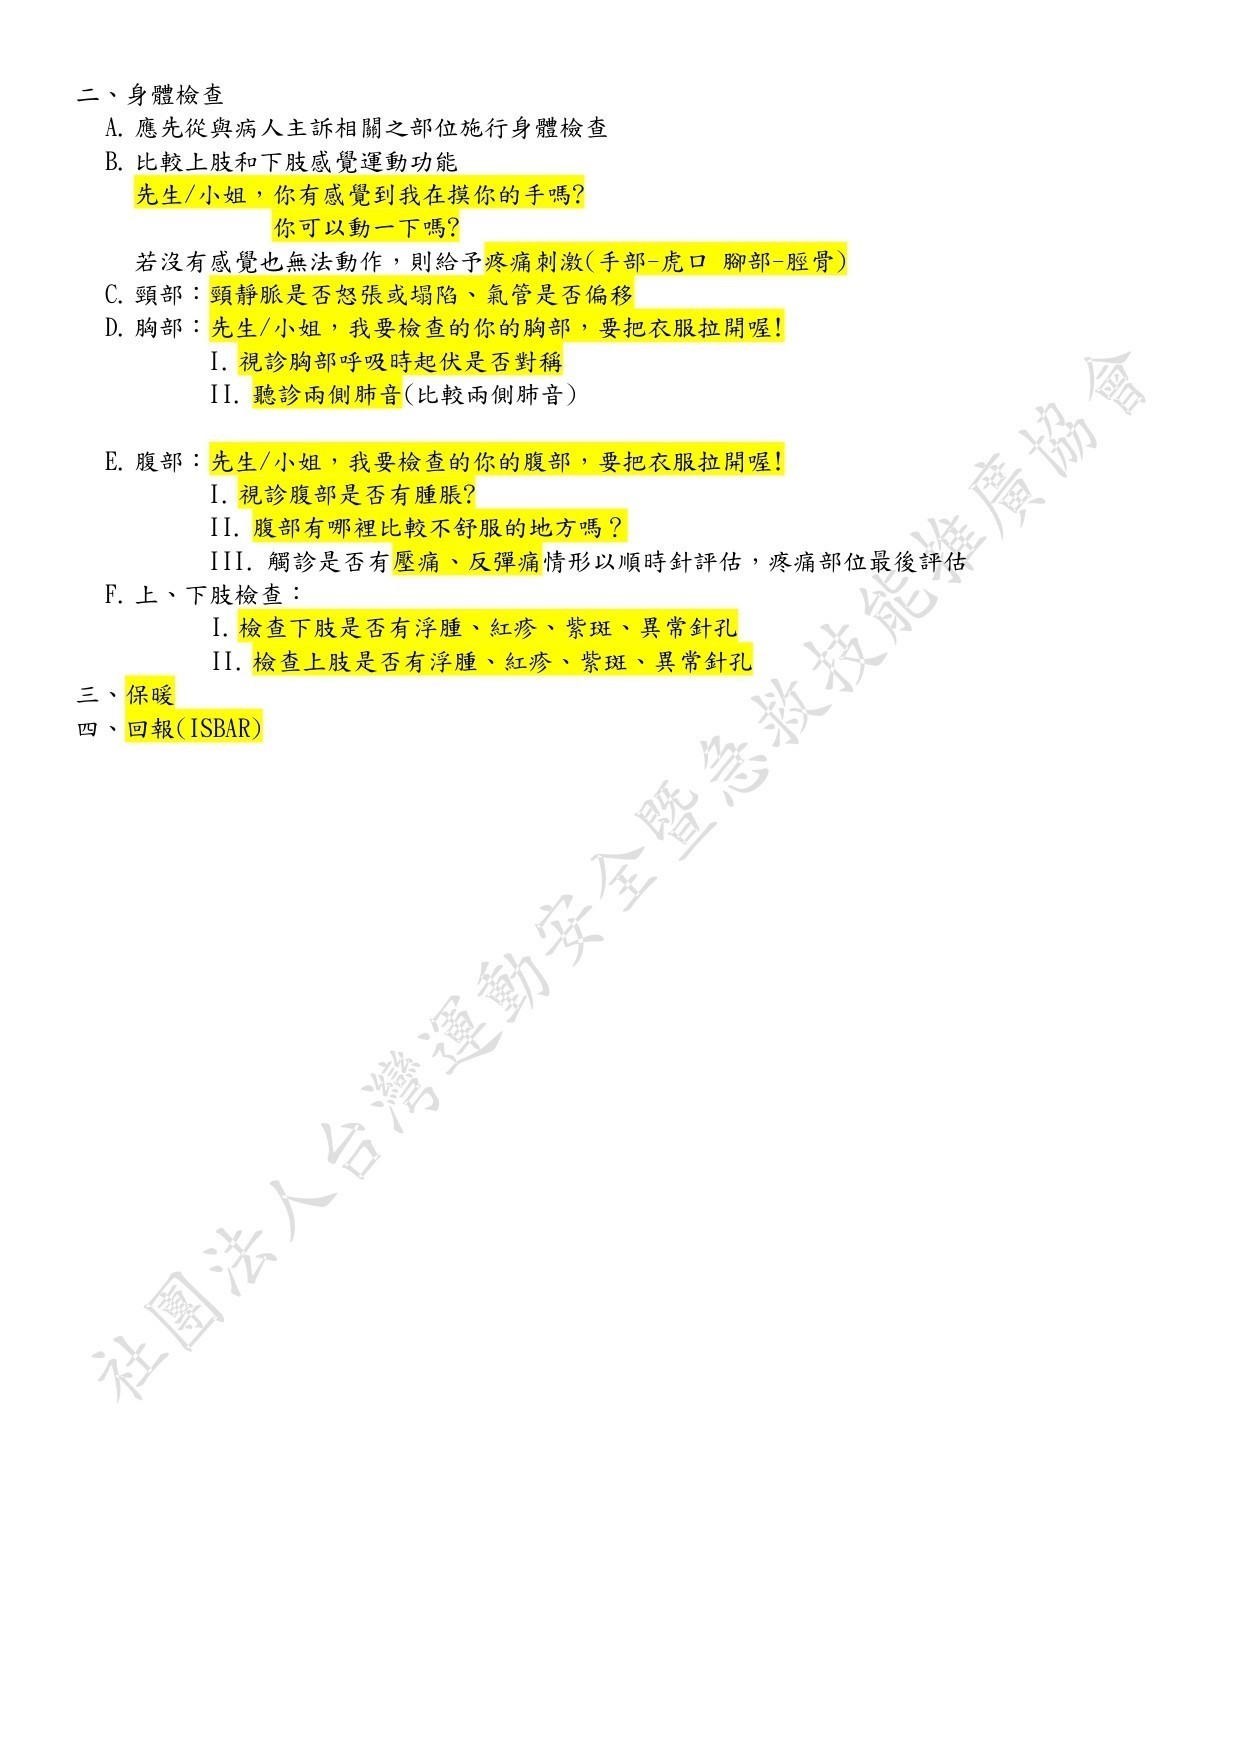 二、身體檢查
A. 應先從與病人主訴相關之部位施行身體檢查
B. 比較上肢和下肢感覺運動功能
先生/小姐，你有感覺到我在摸你的手嗎?
你可以動一下嗎?
若沒有感覺也無法動作，則給予疼痛刺激(手部-虎口 腳部-脛骨)
C. 頸部：頸靜脈是否怒張或塌陷、氣管是否偏移
D. 胸部：先生/小姐，我要檢查的你的胸部，要把衣服拉開喔!
I. 視診胸部呼吸時起伏是否對稱
II. 聽診兩側肺音(比較兩側肺音)
E. 腹部：先生/小姐，我要檢查的你的腹部，要把衣服拉開喔!
I. 視診腹部是否有腫脹?
II. 腹部有哪裡比較不舒服的地方嗎？
III. 觸診是否有壓痛、反彈痛情形以順時針評估，疼痛部位最後評估
F. 上、下肢檢查：
I. 檢查下肢是否有浮腫、紅疹、紫斑、異常針孔
II. 檢查上肢是否有浮腫、紅疹、紫斑、異常針孔
三、保暖
四、回報(ISBAR)
社團法人台灣運動安全暨急救技能推廣協會